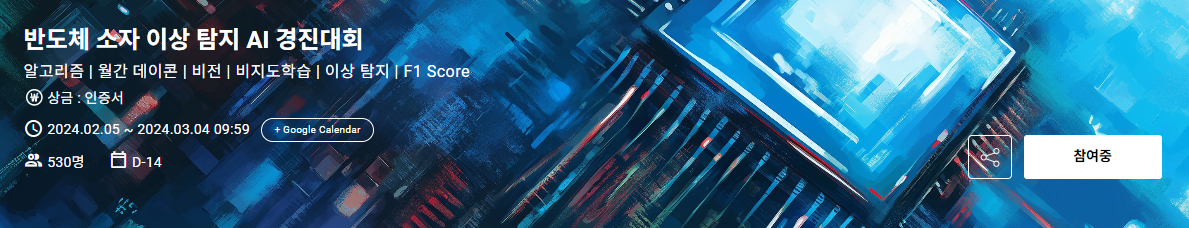 반도체 소자 이상 탐지 AI 경진대회
알고리즘 | 월간 데이콘 | 비전 | 비지도학습 | 이상 탐지 | F1 Score
₩ 상금 : 인증서
2024.02.05 ~ 2024.03.04 09:59 + Google Calendar
530명 D-14
참여중